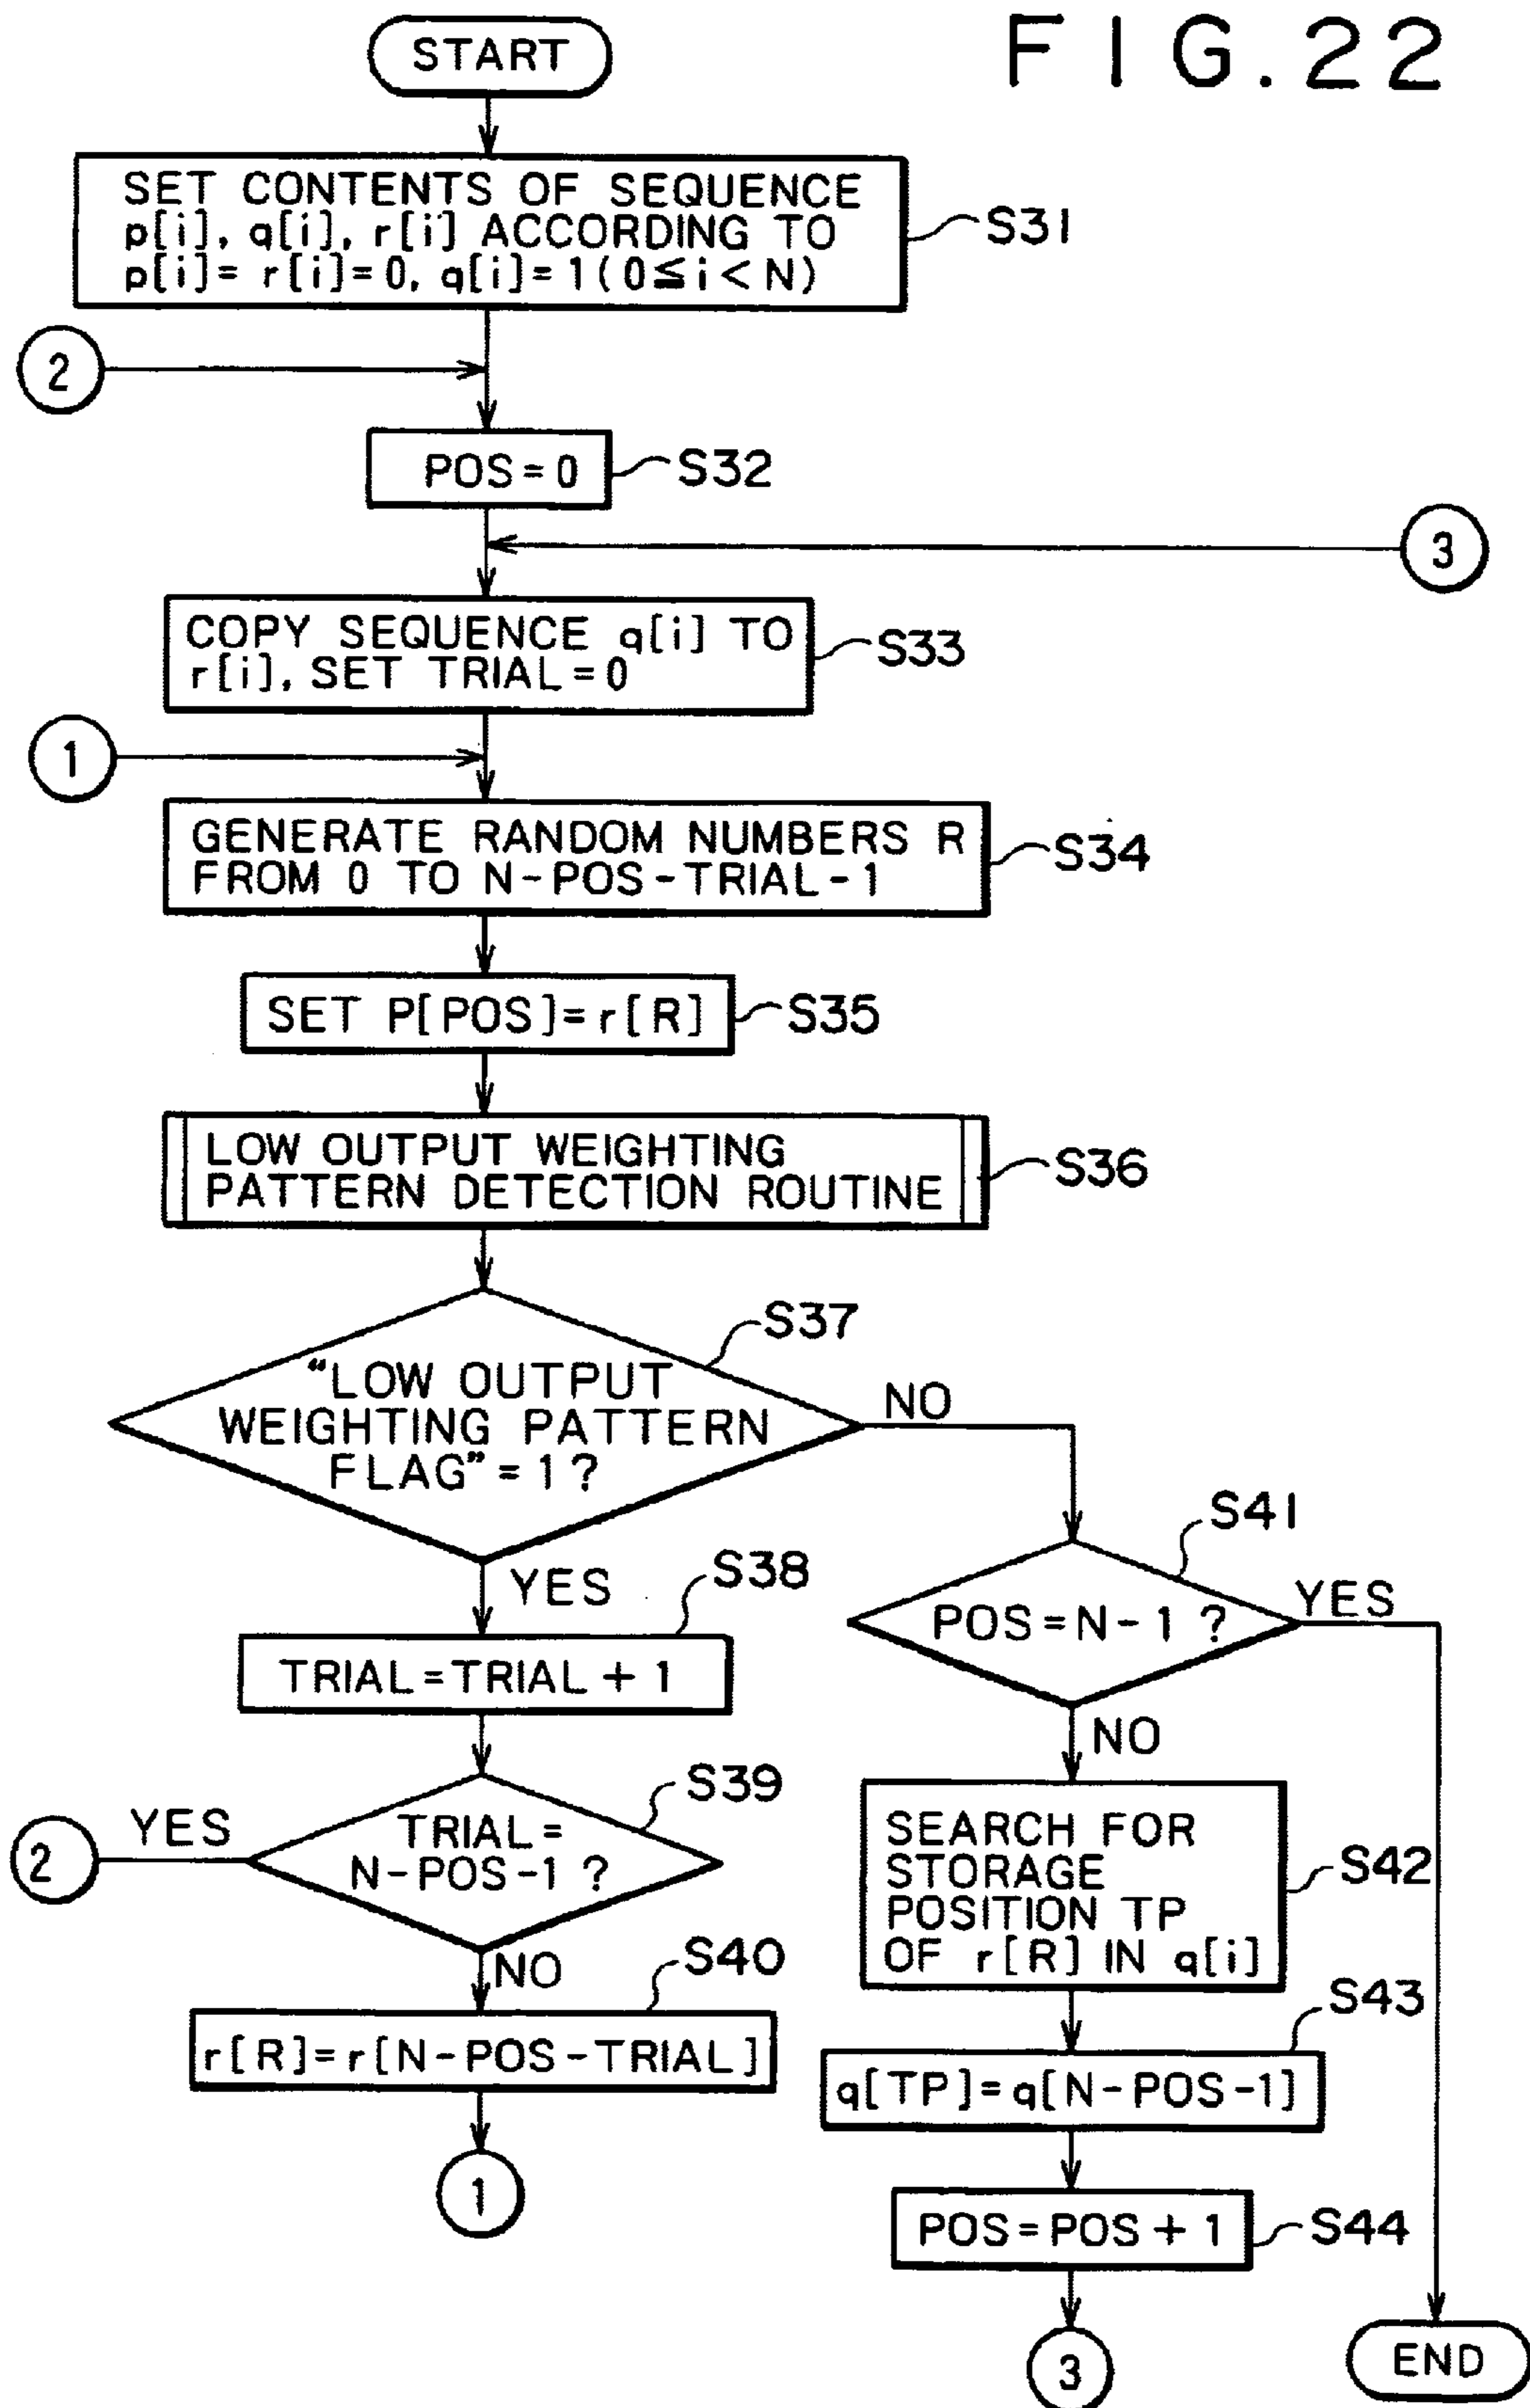 FIG.22
START
SET CONTENTS OF SEQUENCE
p[i], q[i], r[i] ACCORDING TO
p[i]= r[i]=0, q[i]=1(0≦i<N)
S31
2
POS=0
S32
3
COPY SEQUENCE q[i] TO
r[i], SET TRIAL=0
S33
1
GENERATE RANDOM NUMBERS R
FROM 0 TO N-POS-TRIAL-1
S34
SET P[POS]=r[R]
S35
LOW OUTPUT WEIGHTING
PATTERN DETECTION ROUTINE
S36
S37
“LOW OUTPUT
WEIGHTING PATTERN
FLAG”=1?
NO
YES
S38
TRIAL=TRIAL+1
S39
TRIAL=
N-POS-1 ?
YES
2
NO
S40
r[R]=r[N-POS-TRIAL]
1
S41
POS=N-1 ?
YES
NO
SEARCH FOR
STORAGE
POSITION TP
OF r[R] IN q[i]
S42
S43
q[TP]=q[N-POS-1]
POS=POS+1
S44
3
END